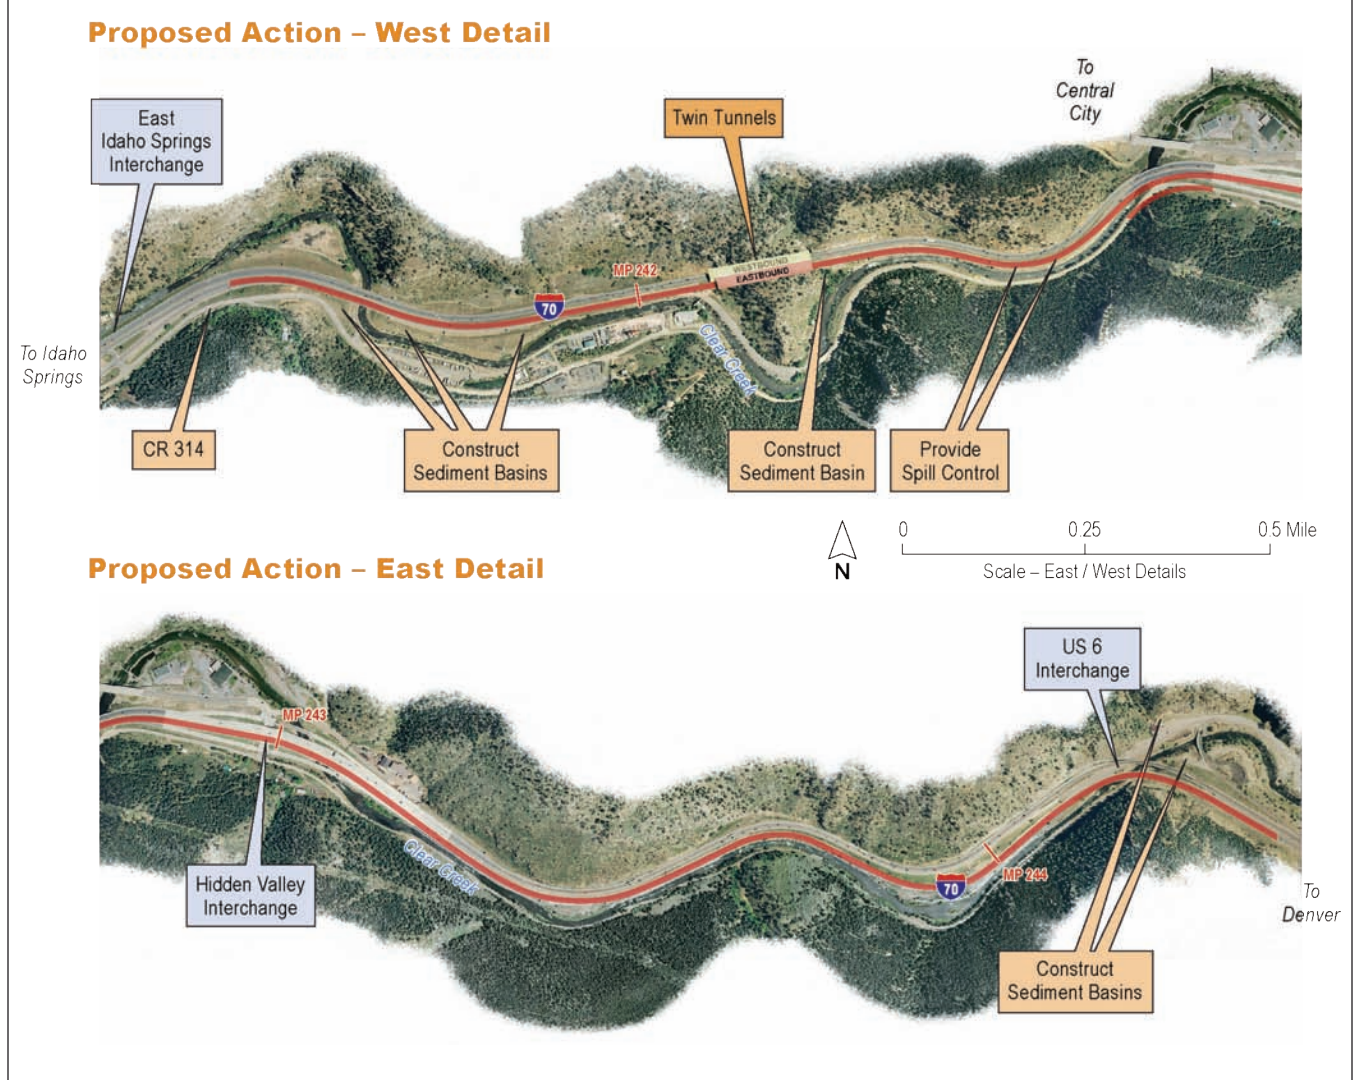 Proposed Action – West Detail
To
Central
City
East
Idaho Springs
Interchange
Twin Tunnels
WESTBOUND
EASTBOUND
MP 242
70
Clear Creek
To Idaho
Springs
CR 314
Construct
Sediment Basins
Construct
Sediment Basin
Provide
Spill Control
N
0 0.25 0.5 Mile
Scale – East / West Details
Proposed Action – East Detail
US 6
Interchange
MP 243
Clear Creek
MP 244
70
Hidden Valley
Interchange
To
Denver
Construct
Sediment Basins